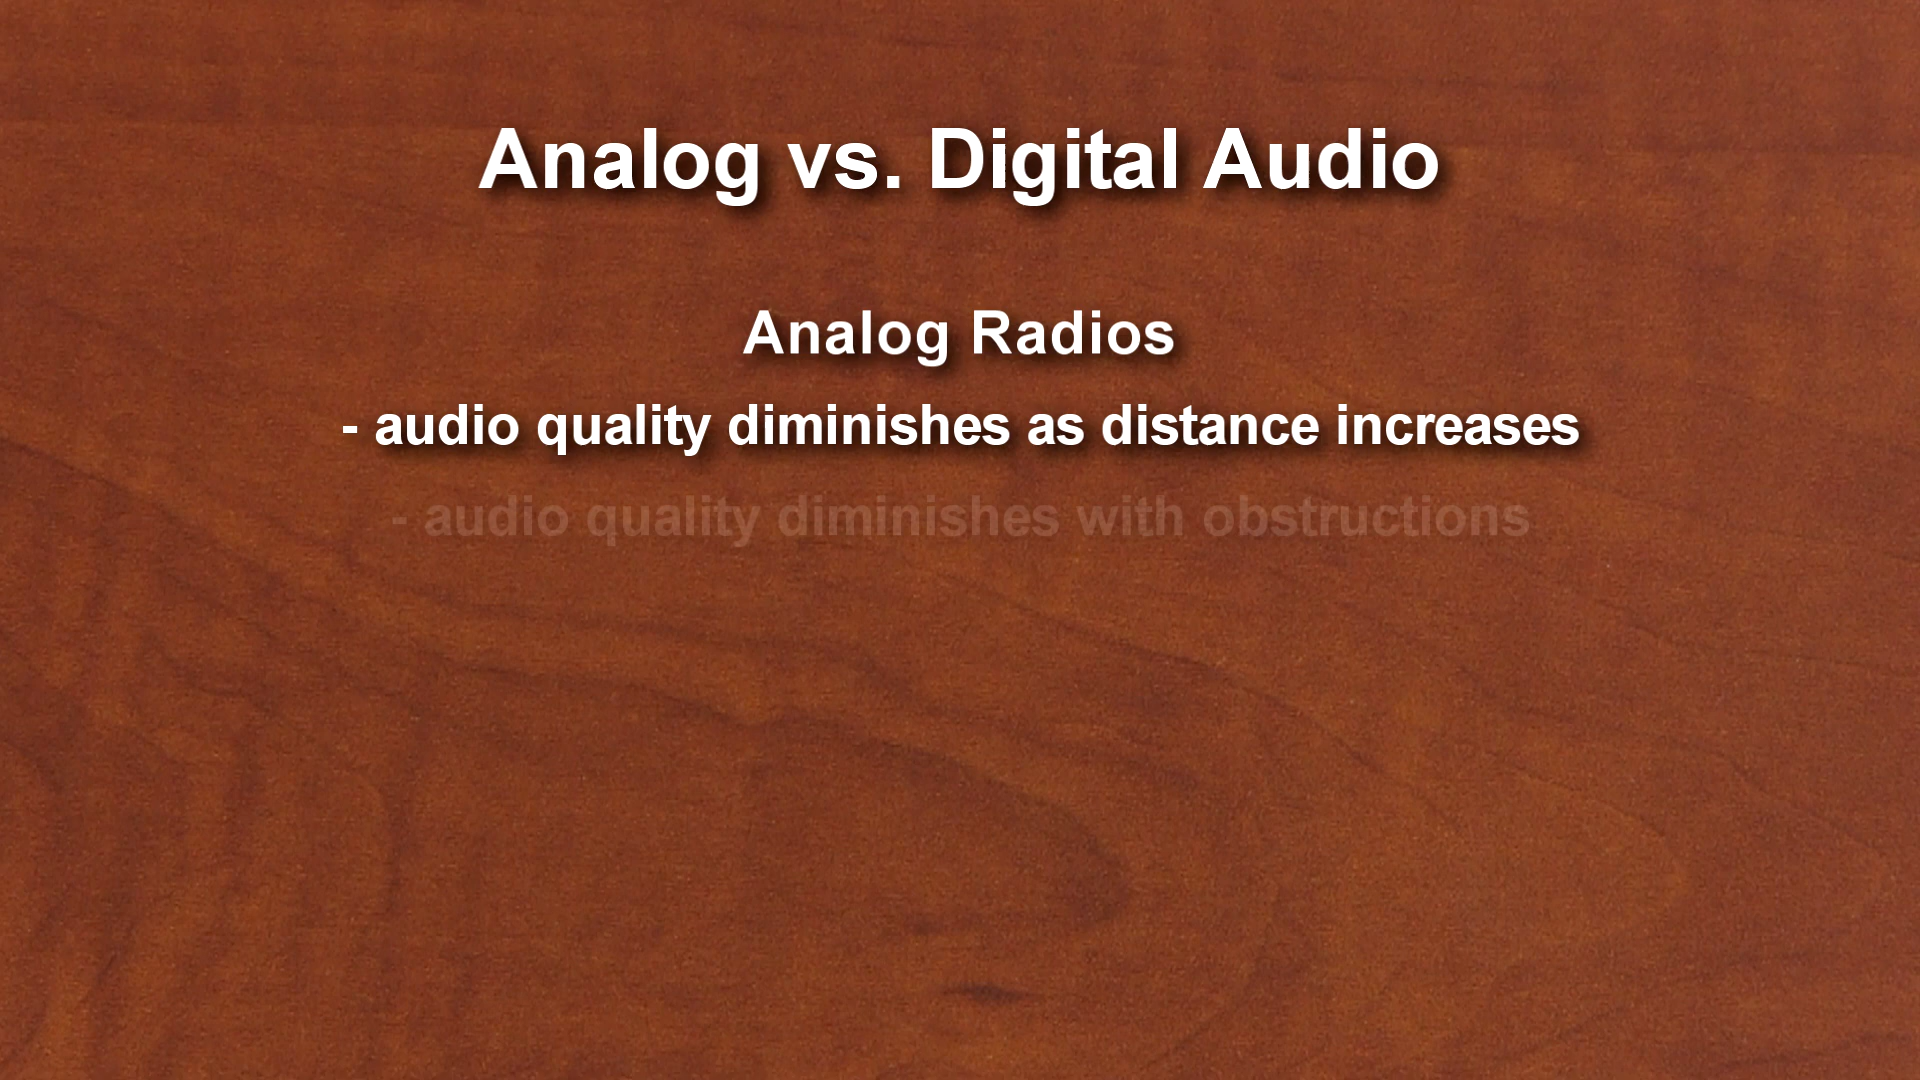 Analog vs. Digital Audio
Analog Radios
- audio quality diminishes as distance increases
- audio quality diminishes with obstructions